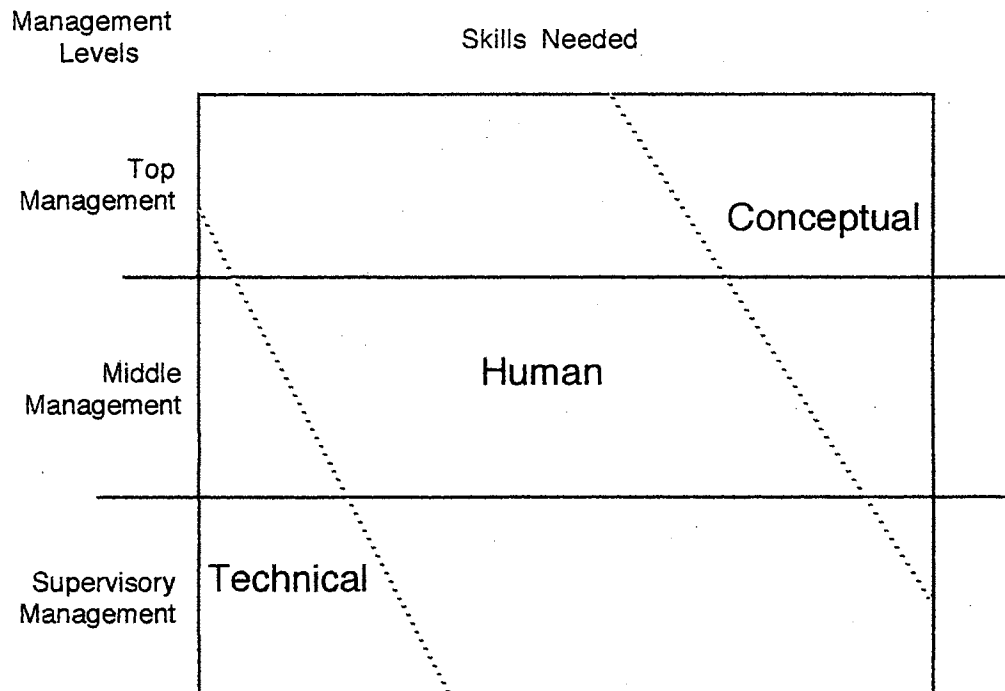 Management
Levels
Skills Needed
Top
Management
Conceptual
Middle
Management
Human
Supervisory
Management
Technical